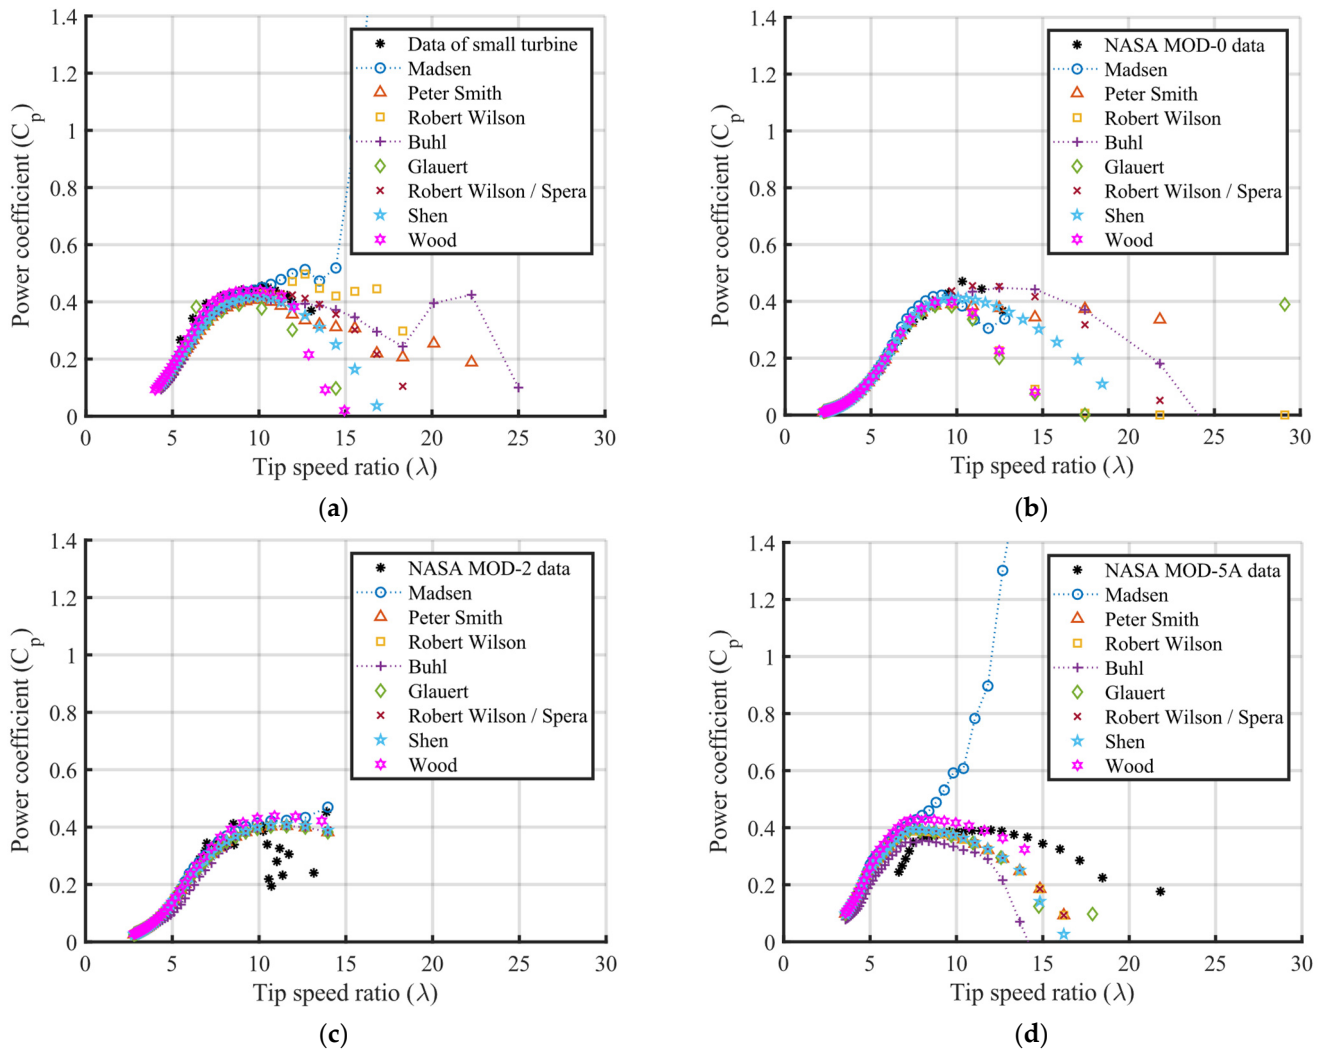 1.4
1.2
1
0.8
0.6
0.4
0.2
0
Power coefficient (C_p)
Data of small turbine
Madsen
Peter Smith
Robert Wilson
Buhl
Glauert
Robert Wilson / Spera
Shen
Wood
0 5 10 15 20 25 30
Tip speed ratio (λ)
(a)
1.4
1.2
1
0.8
0.6
0.4
0.2
0
Power coefficient (C_p)
NASA MOD-0 data
Madsen
Peter Smith
Robert Wilson
Buhl
Glauert
Robert Wilson / Spera
Shen
Wood
0 5 10 15 20 25 30
Tip speed ratio (λ)
(b)
1.4
1.2
1
0.8
0.6
0.4
0.2
0
Power coefficient (C_p)
NASA MOD-2 data
Madsen
Peter Smith
Robert Wilson
Buhl
Glauert
Robert Wilson / Spera
Shen
Wood
0 5 10 15 20 25 30
Tip speed ratio (λ)
(c)
1.4
1.2
1
0.8
0.6
0.4
0.2
0
Power coefficient (C_p)
NASA MOD-5A data
Madsen
Peter Smith
Robert Wilson
Buhl
Glauert
Robert Wilson / Spera
Shen
Wood
0 5 10 15 20 25 30
Tip speed ratio (λ)
(d)